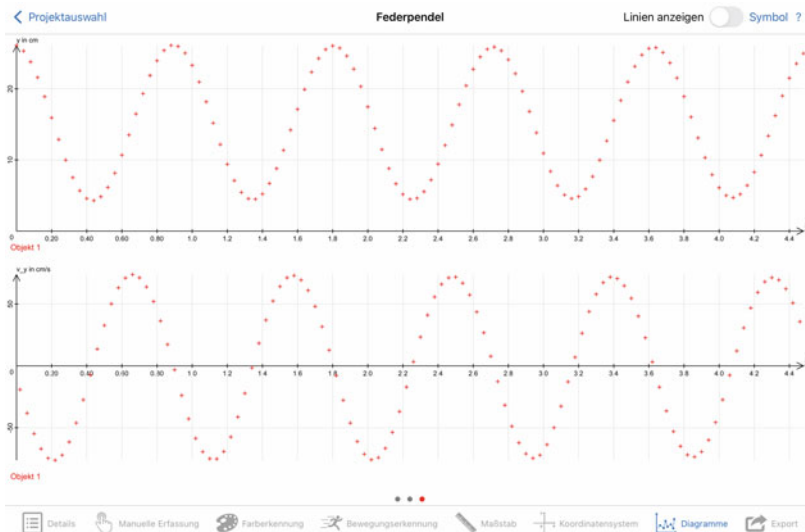 Projektauswahl Federpendel Linien anzeigen Symbol ?
y in cm
20
10
0 0.20 0.40 0.60 0.80 1.0 1.2 1.4 1.6 1.8 2.0 2.2 2.4 2.6 2.8 3.0 3.2 3.4 3.6 3.8 4.0 4.2 4.4
Objekt 1
v_y in cm/s
50
0 0.20 0.40 0.60 0.80 1.0 1.2 1.4 1.6 1.8 2.0 2.2 2.4 2.6 2.8 3.0 3.2 3.4 3.6 3.8 4.0 4.2 4.4
-50
Objekt 1
Details Manuelle Erfassung Farberkennung Bewegungserkennung Maßstab Koordinatensystem Diagramme Export